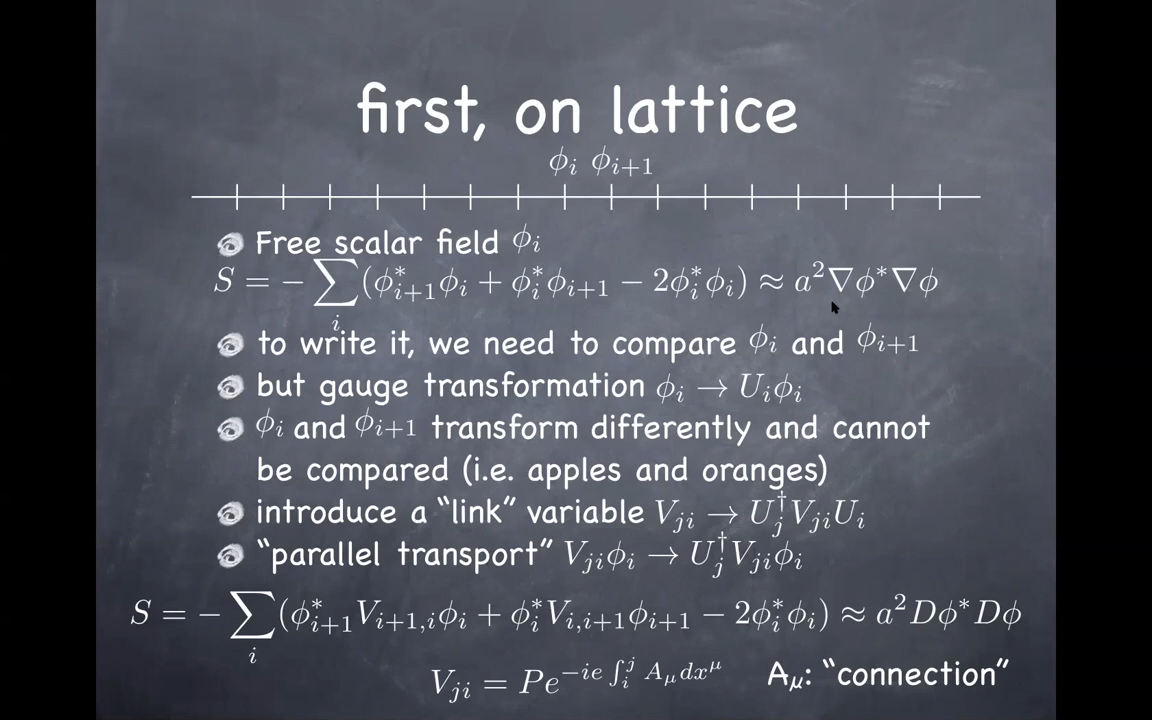 first, on lattice
ϕ_i ϕ_{i+1}
Free scalar field ϕ_i
S = −∑_i(ϕ*_{i+1}ϕ_i + ϕ*_iϕ_{i+1} − 2ϕ*_iϕ_i) ≈ a²∇ϕ*∇ϕ
to write it, we need to compare ϕ_i and ϕ_{i+1}
but gauge transformation ϕ_i → U_iϕ_i
ϕ_i and ϕ_{i+1} transform differently and cannot
be compared (i.e. apples and oranges)
introduce a “link” variable V_{ji} → U_j^†V_{ji}U_i
“parallel transport” V_{ji}ϕ_i → U_j^†V_{ji}ϕ_i
S = −∑_i(ϕ*_{i+1}V_{i+1,i}ϕ_i + ϕ*_iV_{i,i+1}ϕ_{i+1} − 2ϕ*_iϕ_i) ≈ a²Dϕ*Dϕ
V_{ji} = Pe^{−ie ∫_i^j A_μdx^μ} A_μ: “connection”